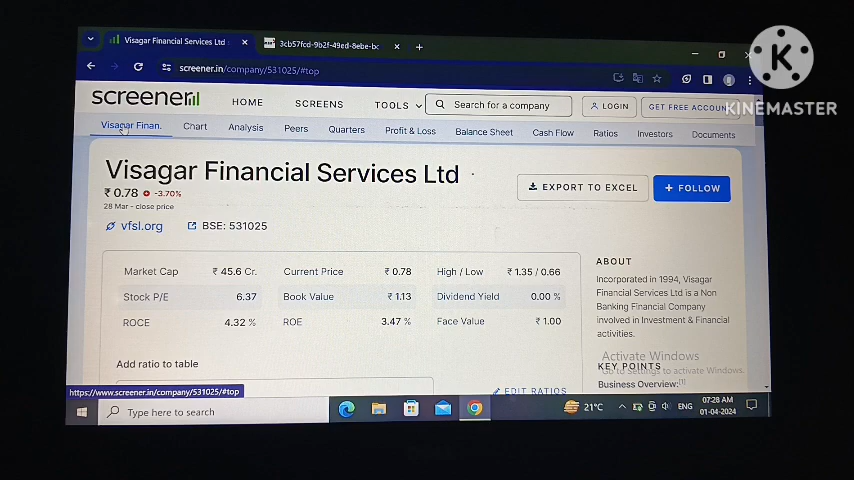 Visagar Financial Services Ltd
3cb57fcd-9b2f-49ed-8ebe-bc
screener.in/company/531025/#top
KINEMASTER
screener
HOME
SCREENS
TOOLS
Search for a company
LOGIN
GET FREE ACCOUN
Visagar Finan.
Chart
Analysis
Peers
Quarters
Profit & Loss
Balance Sheet
Cash Flow
Ratios
Investors
Documents
Visagar Financial Services Ltd
EXPORT TO EXCEL
+ FOLLOW
₹ 0.78 -3.70%
28 Mar - close price
vfsl.org
BSE: 531025
Market Cap ₹ 45.6 Cr.
Current Price ₹ 0.78
High / Low ₹ 1.35 / 0.66
Stock P/E 6.37
Book Value ₹ 1.13
Dividend Yield 0.00 %
ROCE 4.32 %
ROE 3.47 %
Face Value ₹ 1.00
Add ratio to table
EDIT RATIOS
ABOUT
Incorporated in 1994, Visagar
Financial Services Ltd is a Non
Banking Financial Company
involved in Investment & Financial
activities.
KEY POINTS
Business Overview:[1]
Activate Windows
Go to Settings to activate Windows.
https://www.screener.in/company/531025/#top
Type here to search
21°C
ENG
07:28 AM
01-04-2024